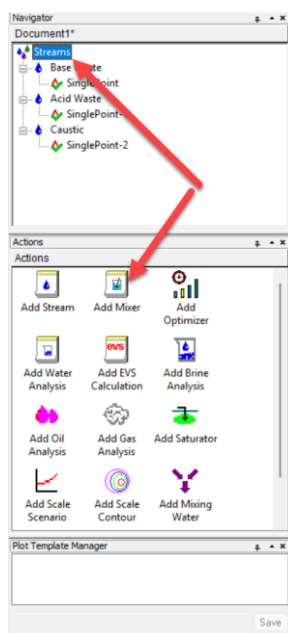 Navigator
Document1*
Streams
Base
SinglePoint
Acid Waste
Caustic
SinglePoint-2
Actions
Actions
Add Stream
Add Mixer
Add
Optimizer
Add Water
Analysis
Add EVS
Calculation
Add Brine
Analysis
Add Oil
Analysis
Add Gas
Analysis
Add Saturator
Add Scale
Scenario
Add Scale
Contour
Add Mixing
Water
Plot Template Manager
Save